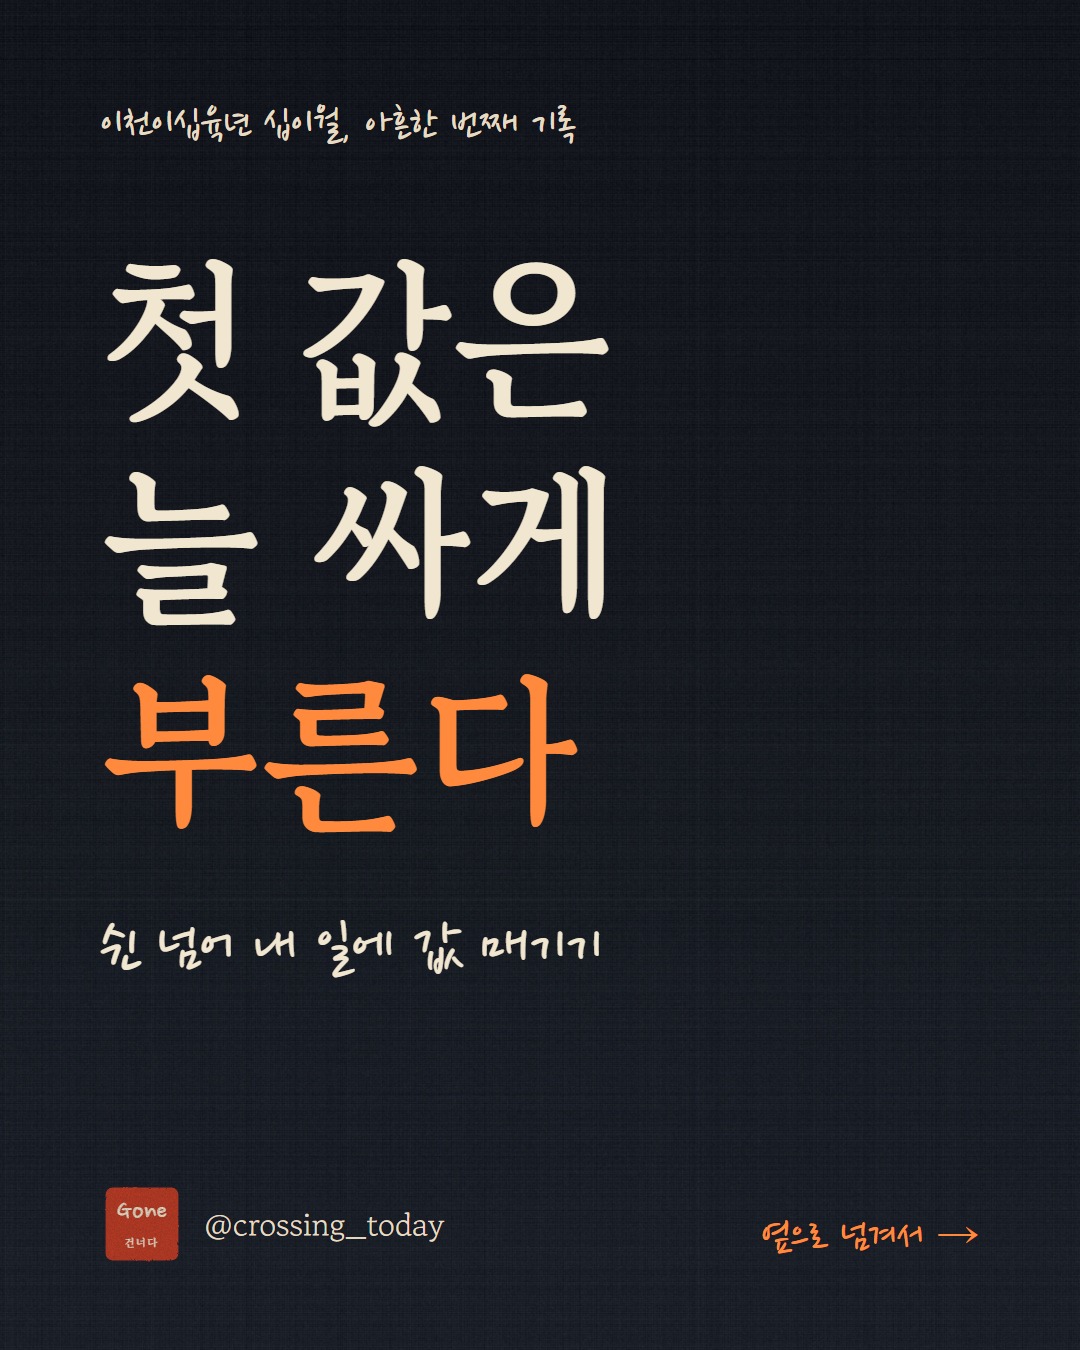 이천이십육년 십이월, 아흔한 번째 기록
첫 값은
늘 싸게
부른다
쉰 넘어 내 일에 값 매기기
Gone
건너다
@crossing_today
옆으로 넘겨서 →